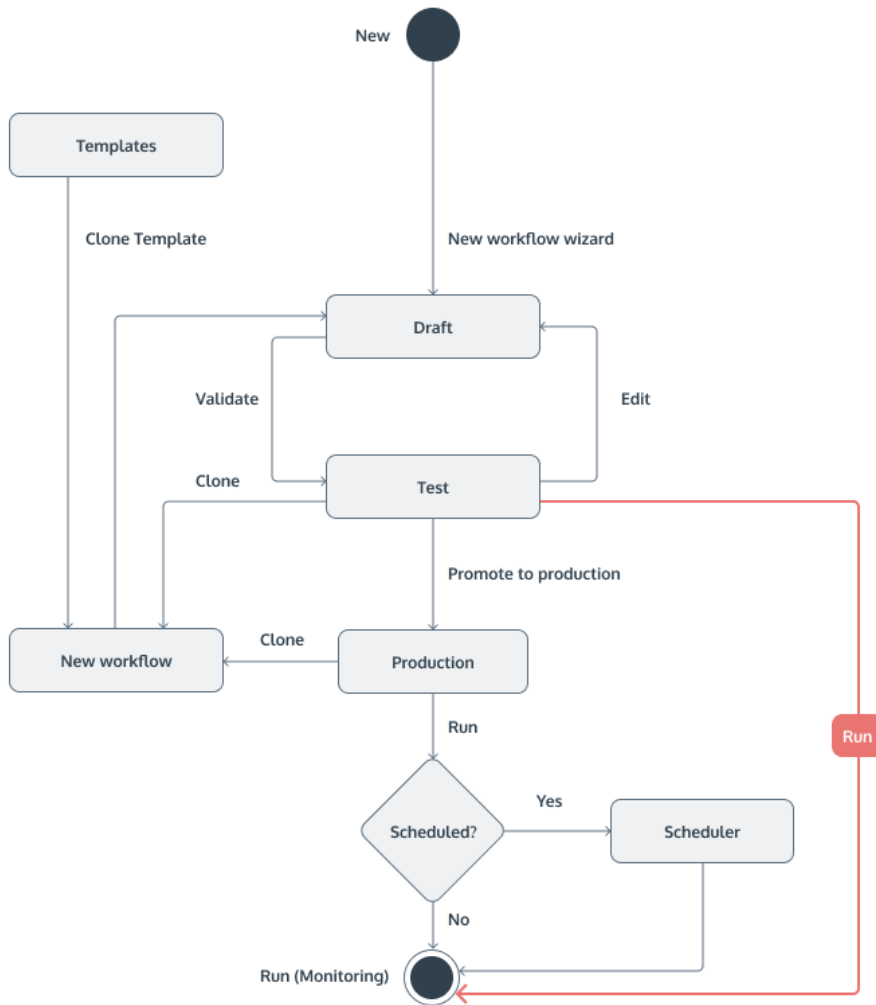 New
Templates
Clone Template
New workflow wizard
Draft
Validate
Edit
Clone
Test
Promote to production
Clone
New workflow
Production
Run
Run
Yes
Scheduled?
Scheduler
No
Run (Monitoring)